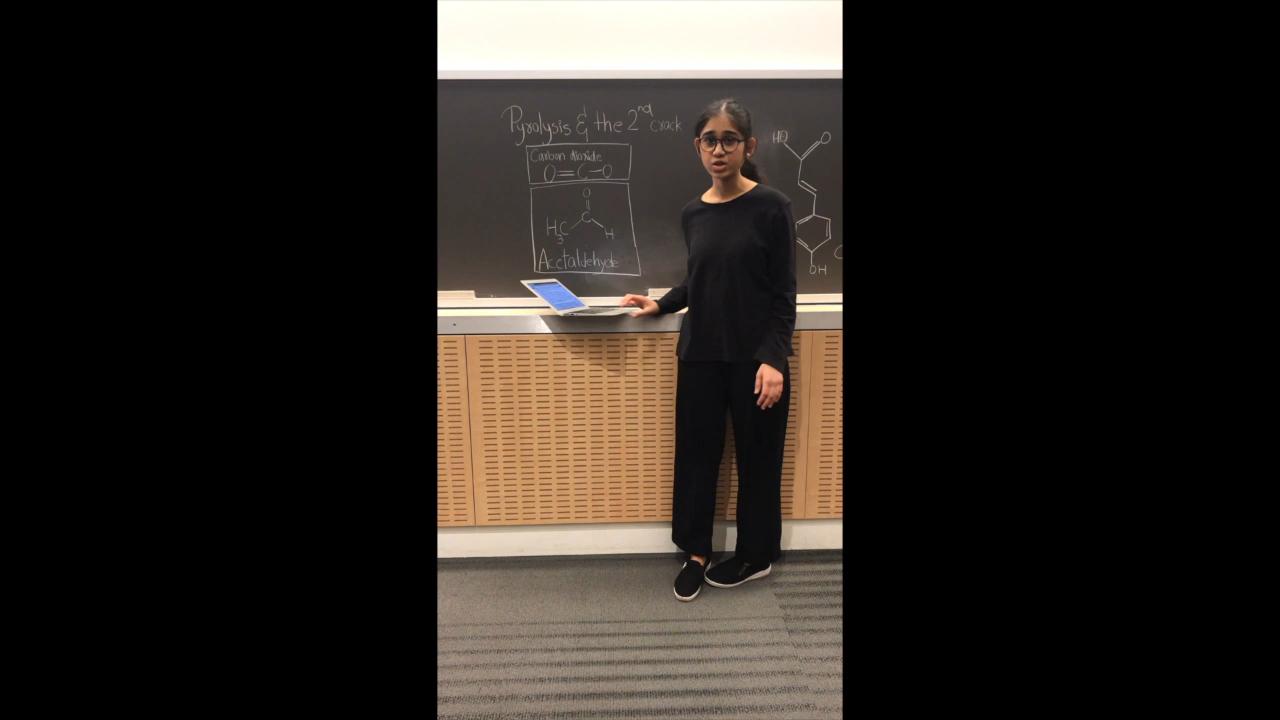 Pyrolysis & the 2nd crack
Carbon dioxide
O=C-O
O
C
H3C
H
Acetaldehyde
HO
O
OH